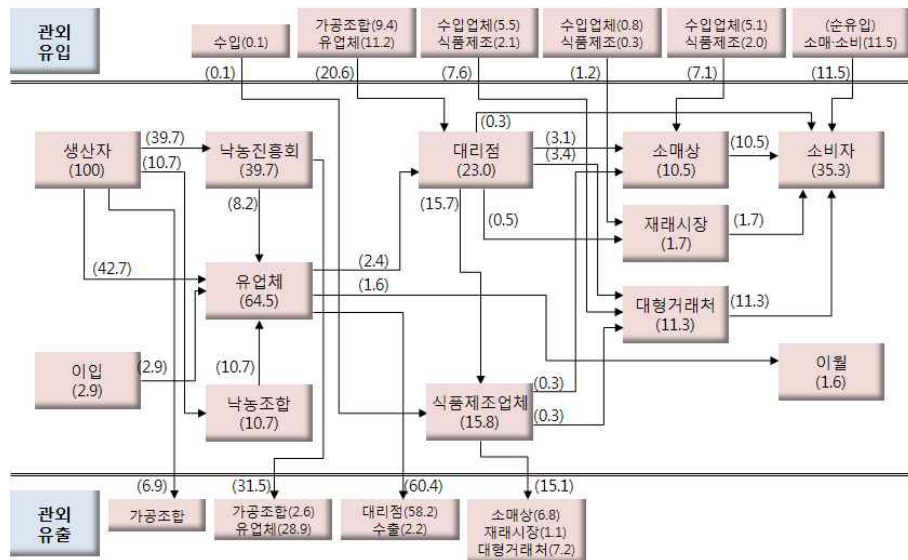 관외
유입
수입(0.1)
가공조합(9.4)
유업체(11.2)
수입업체(5.5)
식품제조(2.1)
수입업체(0.8)
식품제조(0.3)
수입업체(5.1)
식품제조(2.0)
(순유입)
소매·소비(11.5)
(0.1)
(20.6)
(7.6)
(1.2)
(7.1)
(11.5)
생산자
(100)
(39.7)
(10.7)
낙농진흥회
(39.7)
대리점
(23.0)
(0.3)
(3.1)
(3.4)
소매상
(10.5)
(10.5)
소비자
(35.3)
(8.2)
(15.7)
(0.5)
재래시장
(1.7)
(1.7)
(42.7)
유업체
(64.5)
(2.4)
(1.6)
대형거래처
(11.3)
(11.3)
이입
(2.9)
(2.9)
(10.7)
낙농조합
(10.7)
식품제조업체
(15.8)
(0.3)
(0.3)
이월
(1.6)
(6.9)
(31.5)
(60.4)
(15.1)
관외
유출
가공조합
가공조합(2.6)
유업체(28.9)
대리점(58.2)
수출(2.2)
소매상(6.8)
재래시장(1.1)
대형거래처(7.2)